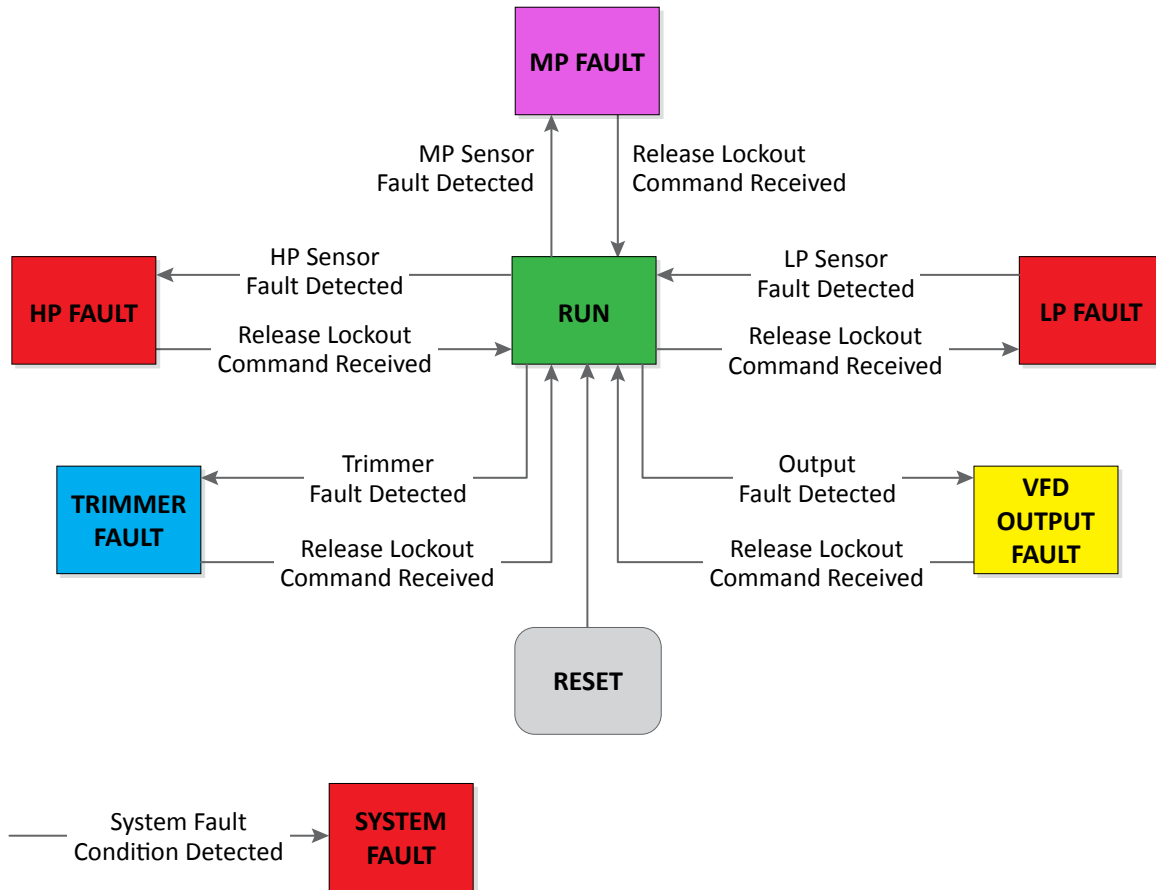 MP FAULT
MP Sensor
Fault Detected
Release Lockout
Command Received
HP Sensor
Fault Detected
LP Sensor
Fault Detected
HP FAULT
RUN
LP FAULT
Release Lockout
Command Received
Release Lockout
Command Received
Trimmer
Fault Detected
Output
Fault Detected
TRIMMER
FAULT
VFD
OUTPUT
FAULT
Release Lockout
Command Received
Release Lockout
Command Received
RESET
System Fault
Condition Detected
SYSTEM
FAULT